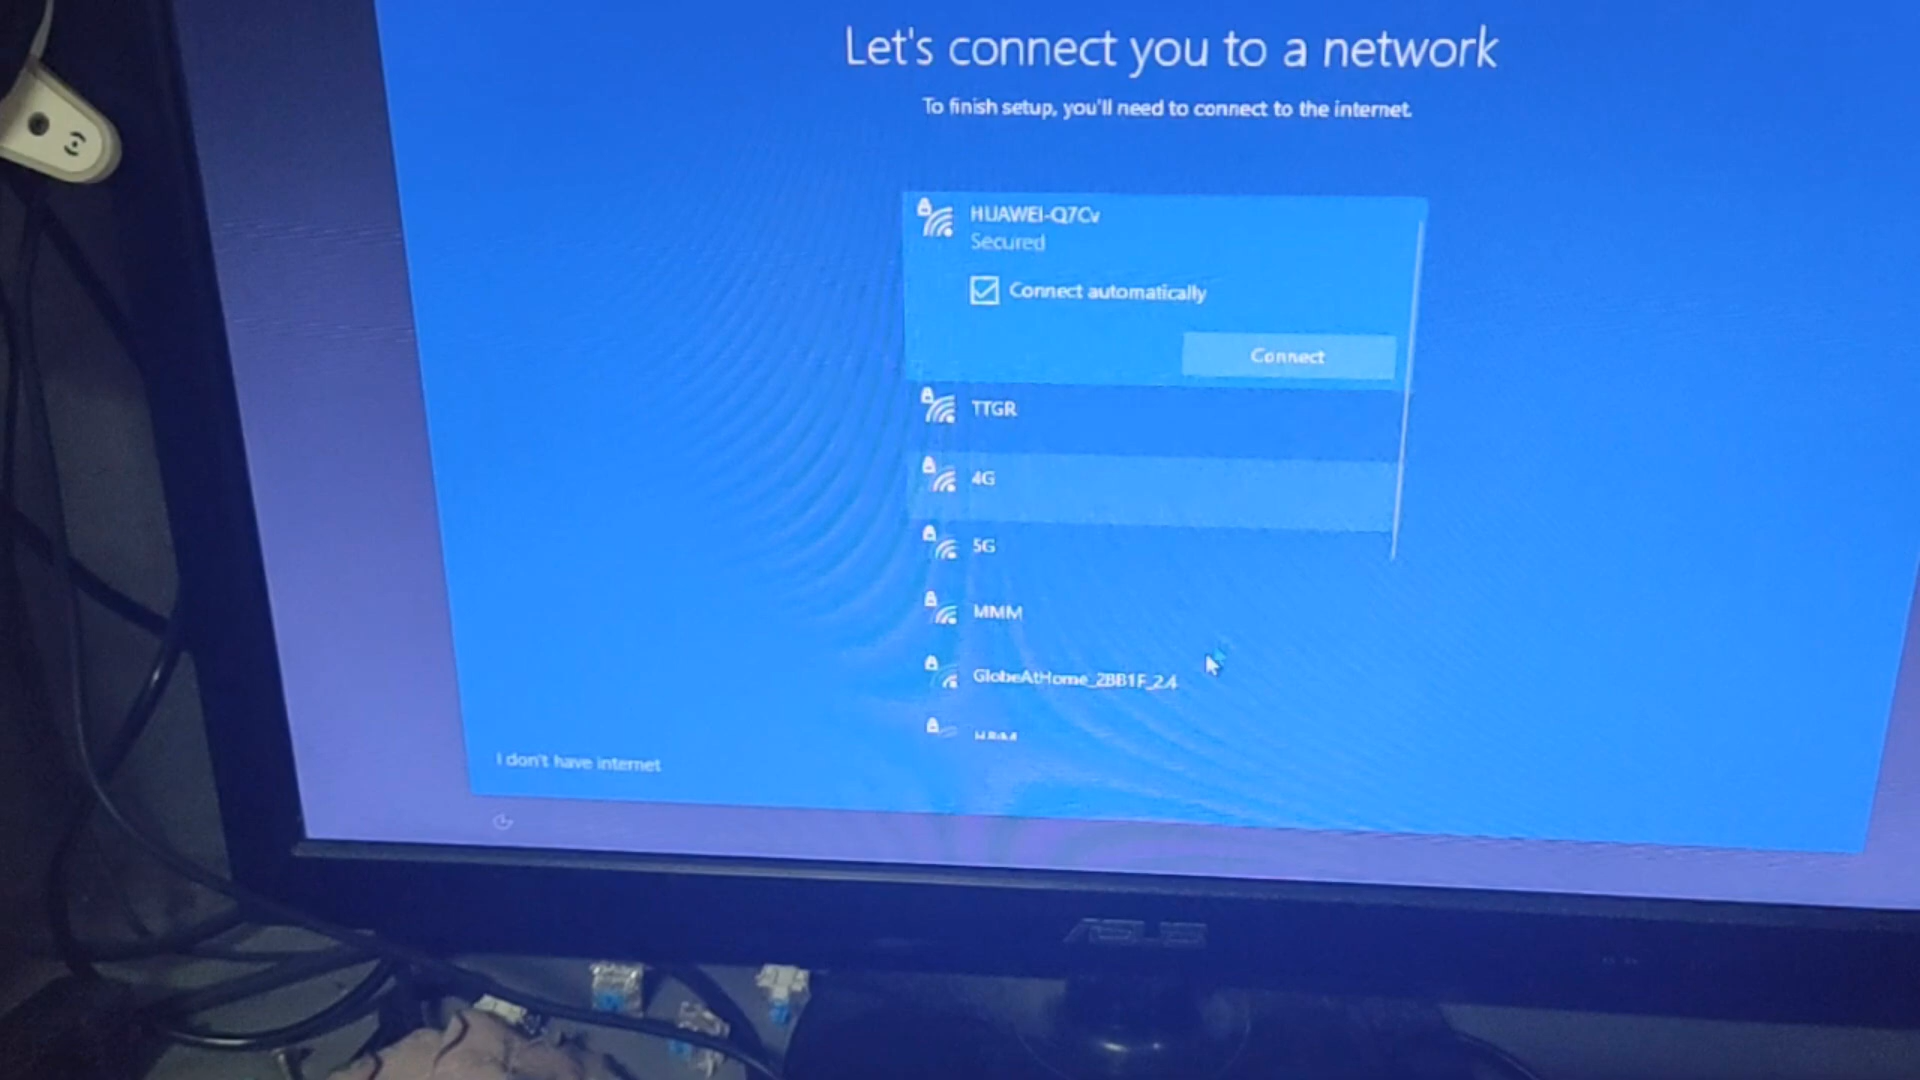 Let's connect you to a network
To finish setup, you'll need to connect to the internet.
HUAWEI-Q7Cv
Secured
Connect automatically
Connect
TTGR
4G
5G
MMM
GlobeAtHome_2BB1F_2.4
I don't have internet
ASUS